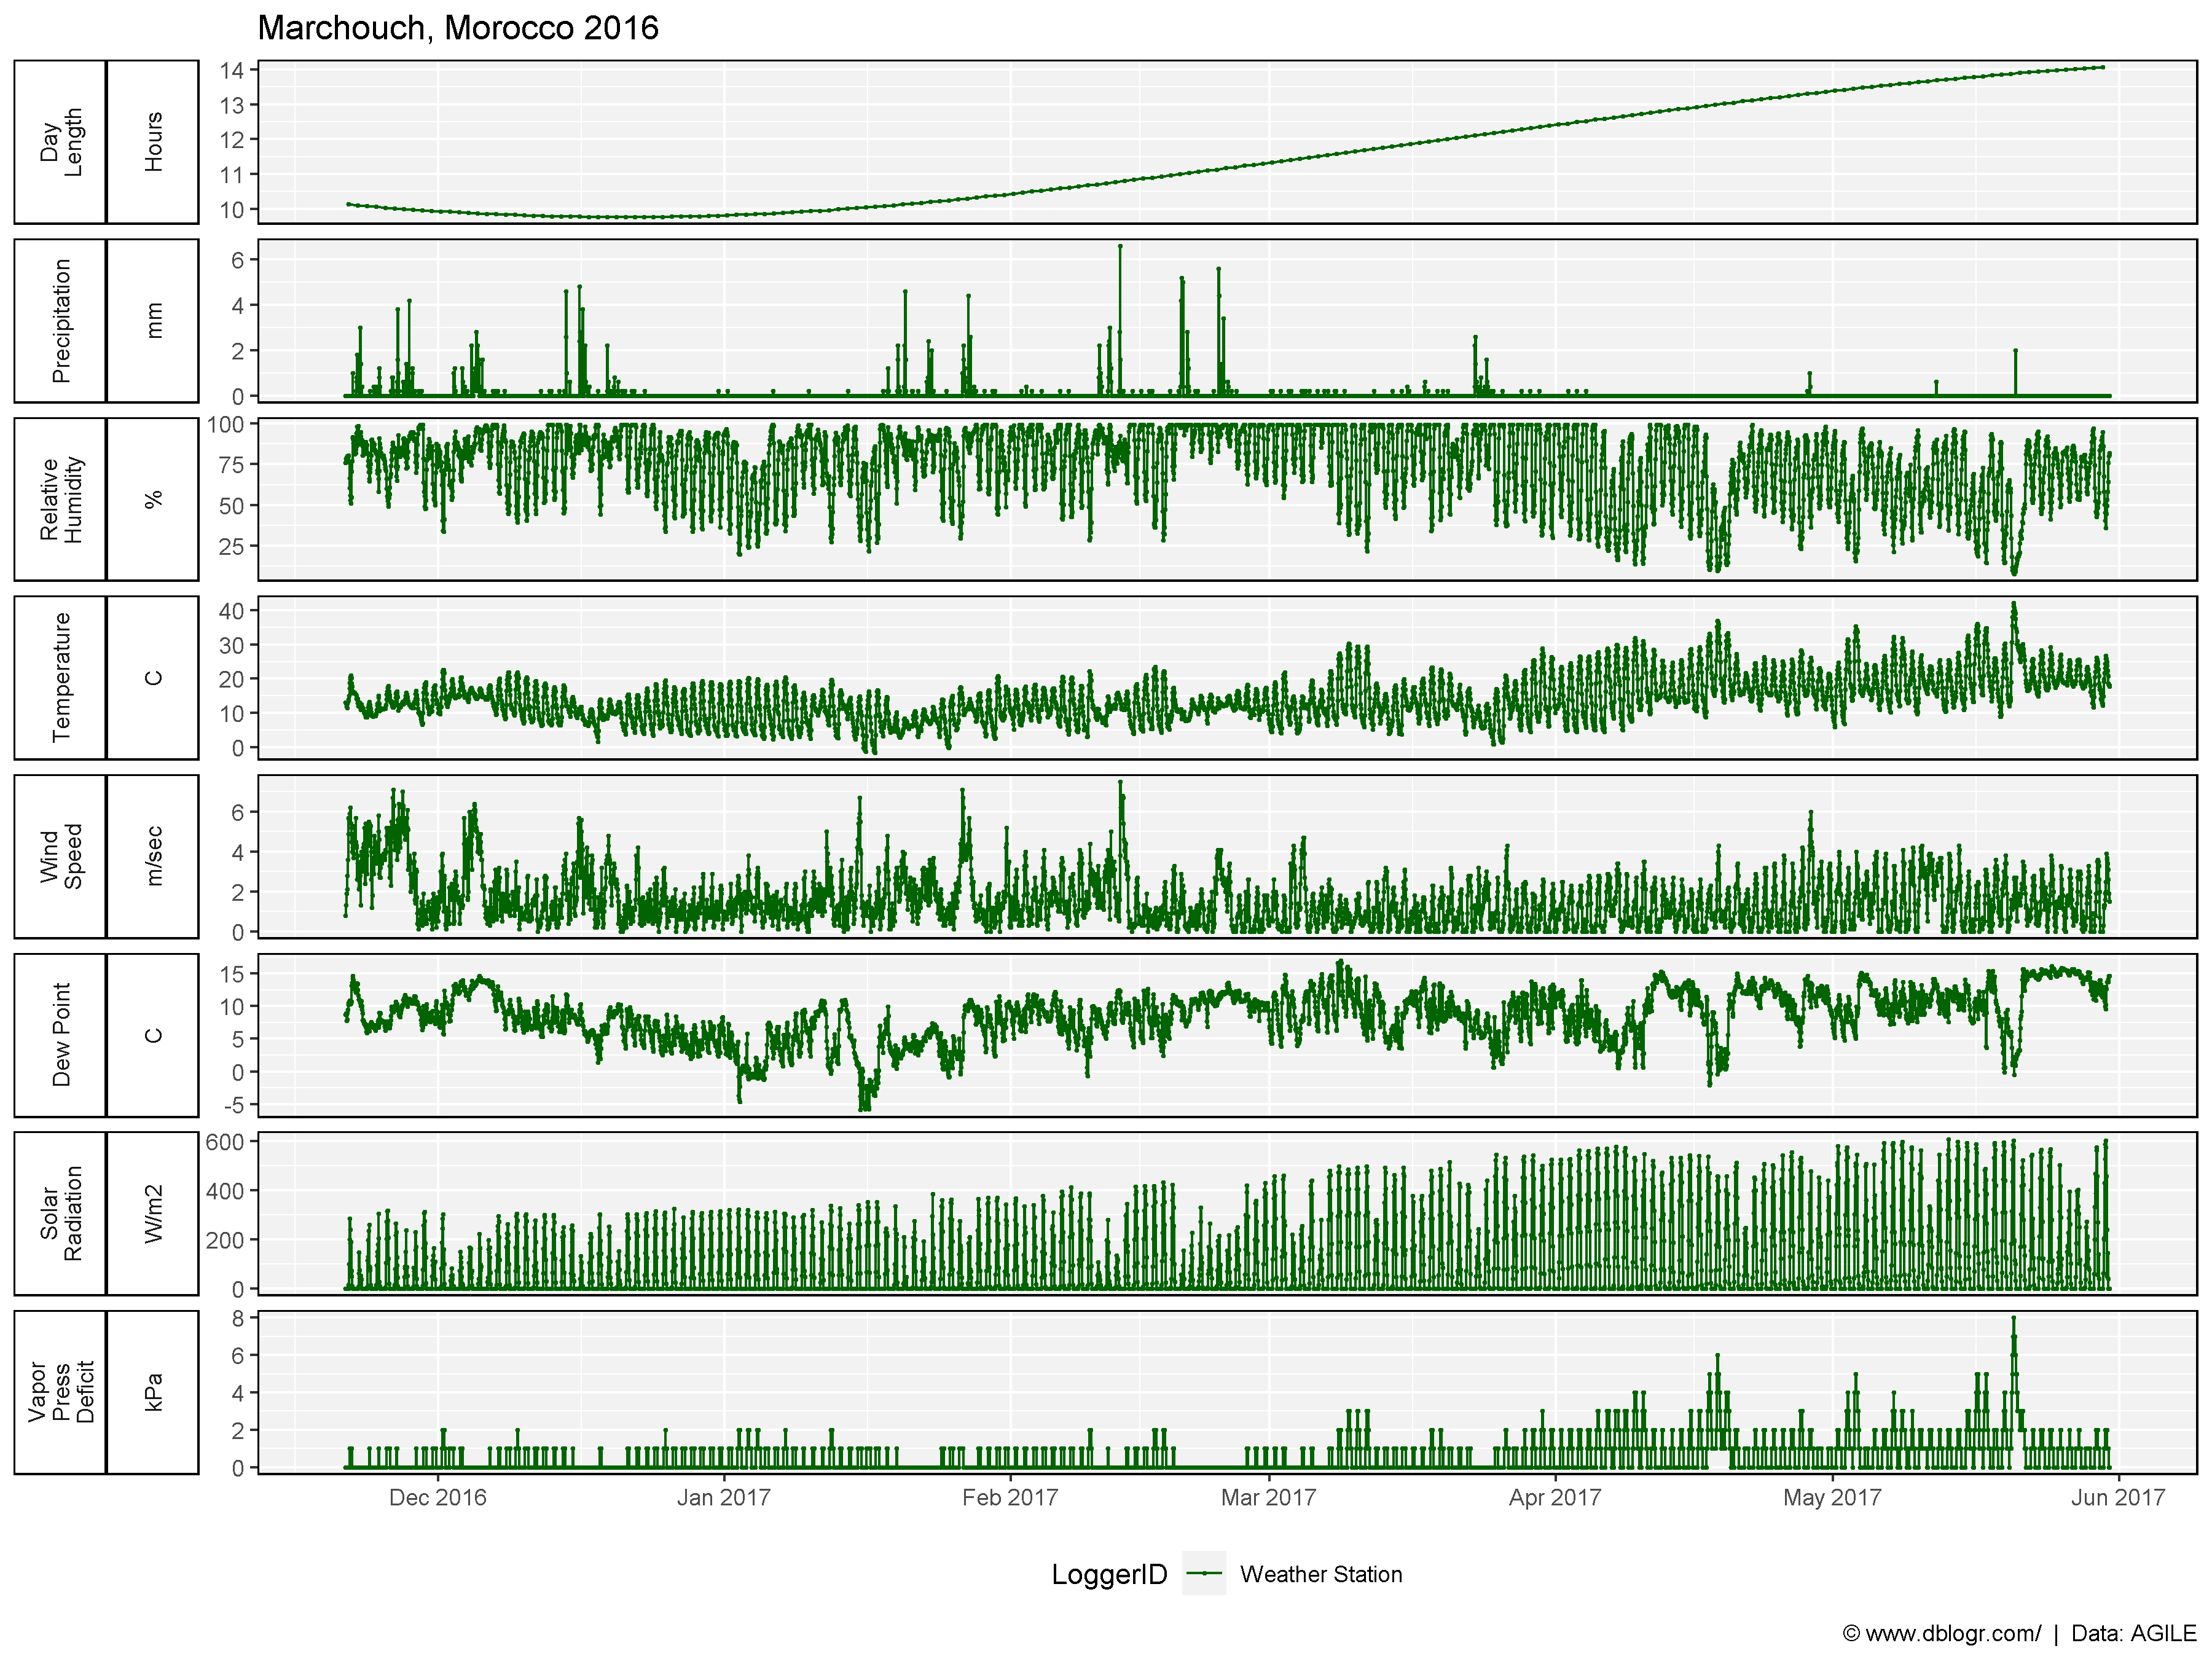 Marchouch, Morocco 2016
Day
Length
Hours
14
13
12
11
10
Precipitation
mm
6
4
2
0
Relative
Humidity
%
100
75
50
25
Temperature
C
40
30
20
10
0
Wind
Speed
m/sec
6
4
2
0
Dew Point
C
15
10
5
0
-5
Solar
Radiation
W/m2
600
400
200
0
Vapor
Press
Deficit
kPa
8
6
4
2
0
Dec 2016 Jan 2017 Feb 2017 Mar 2017 Apr 2017 May 2017 Jun 2017
LoggerID Weather Station
© www.dblogr.com/ | Data: AGILE